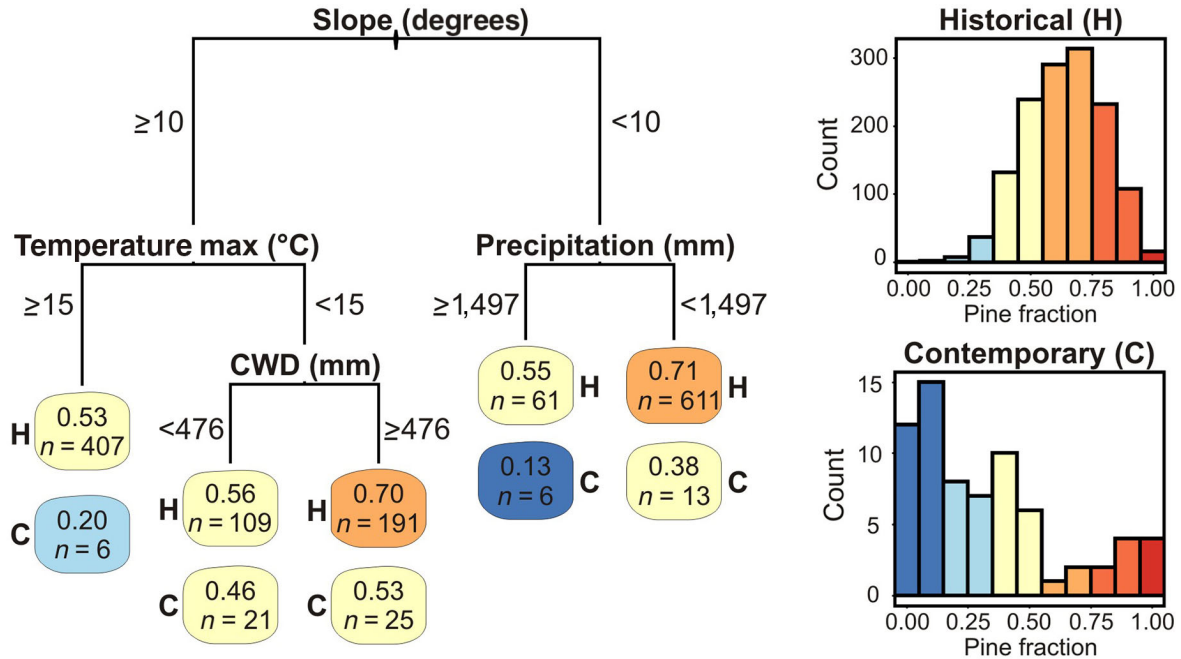 Slope (degrees)
≥10
<10
Temperature max (°C)
Precipitation (mm)
≥15
<15
≥1,497
<1,497
CWD (mm)
<476
≥476
H
0.53
n = 407
C
0.20
n = 6
H
0.56
n = 109
C
0.46
n = 21
H
0.70
n = 191
C
0.53
n = 25
0.55
n = 61
H
0.13
n = 6
C
0.71
n = 611
H
0.38
n = 13
C
Historical (H)
Count
300
200
100
0
0.00 0.25 0.50 0.75 1.00
Pine fraction
Contemporary (C)
Count
15
10
5
0
0.00 0.25 0.50 0.75 1.00
Pine fraction